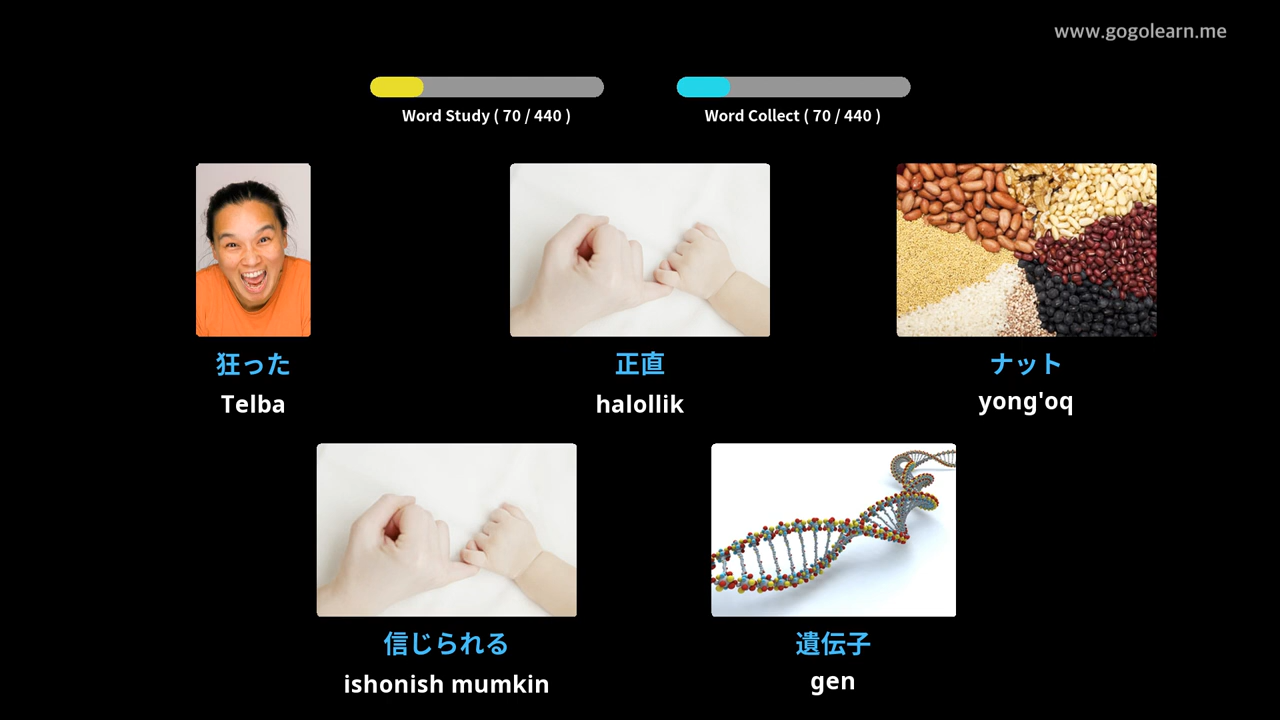 www.gogolearn.me
Word Study ( 70 / 440 )
Word Collect ( 70 / 440 )
狂った
正直
ナット
Telba
halollik
yong'oq
信じられる
遺伝子
ishonish mumkin
gen